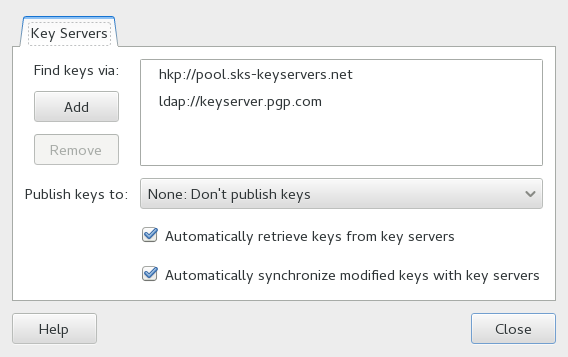 Key Servers
Find keys via:
hkp://pool.sks-keyservers.net
ldap://keyserver.pgp.com
Add
Remove
Publish keys to:
None: Don't publish keys
Automatically retrieve keys from key servers
Automatically synchronize modified keys with key servers
Help
Close